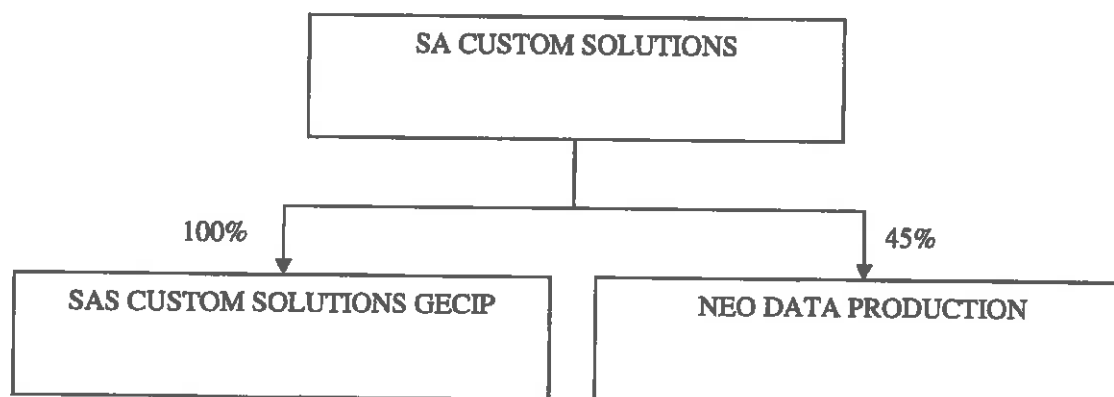 SA CUSTOM SOLUTIONS
100%
45%
SAS CUSTOM SOLUTIONS GECIP
NEO DATA PRODUCTION